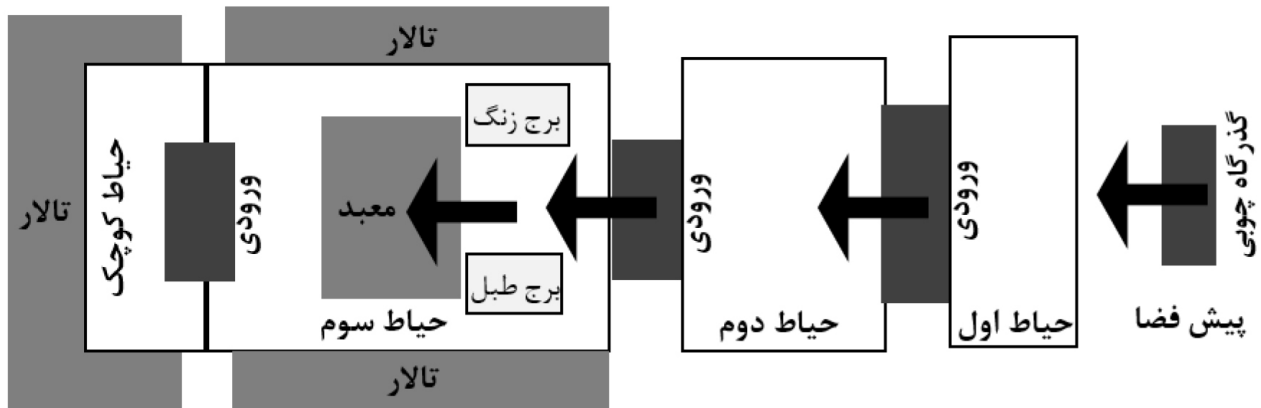 گذرگاه چوبی
پیش فضا
ورودی
حیاط اول
ورودی
حیاط دوم
تالار
برج زنگ
معبد
برج طبل
حیاط سوم
تالار
ورودی
حیاط کوچک
تالار